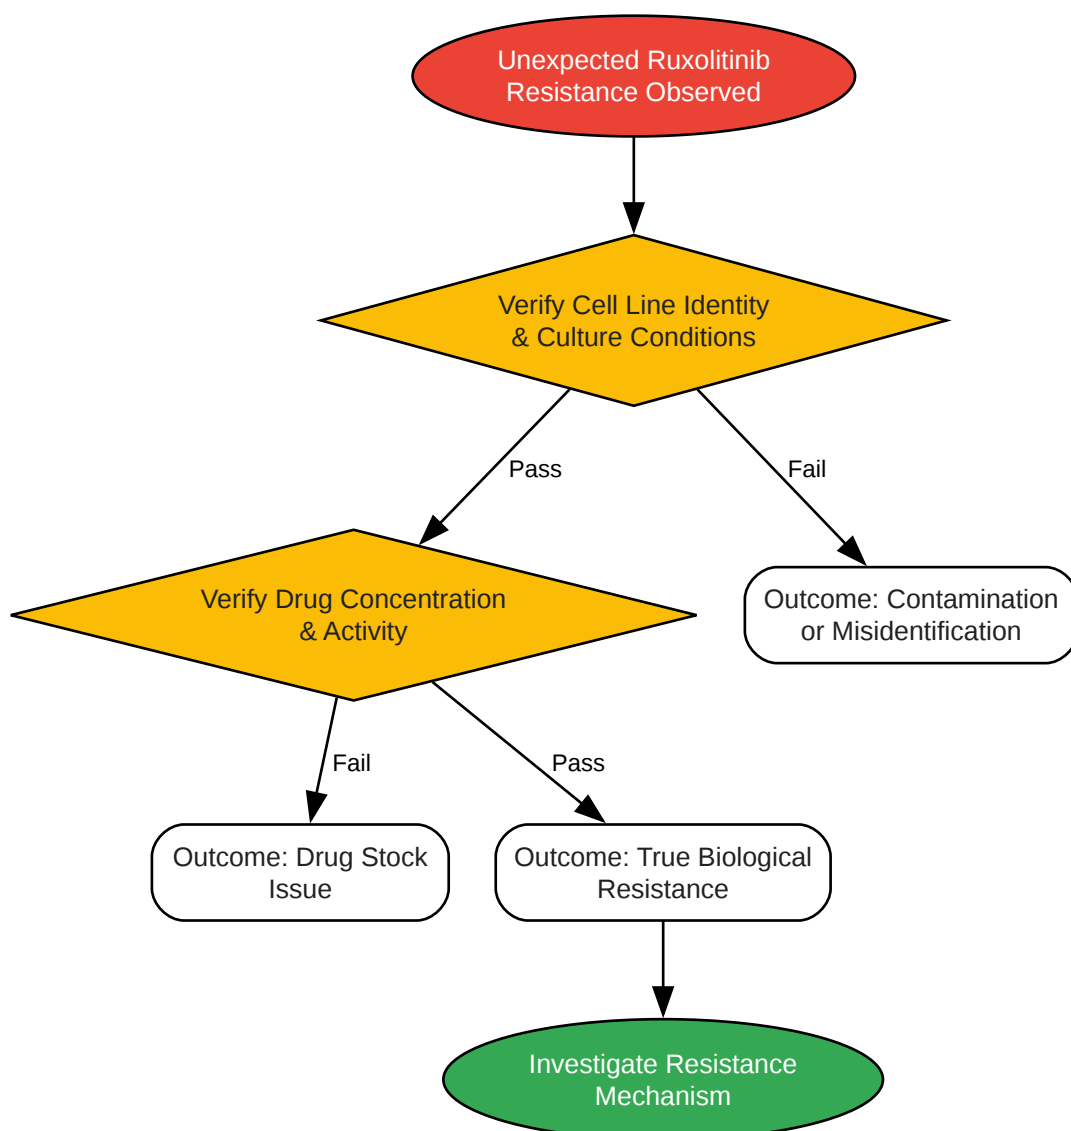 Unexpected Ruxolitinib
Resistance Observed
Verify Cell Line Identity
& Culture Conditions
Pass
Fail
Verify Drug Concentration
& Activity
Outcome: Contamination
or Misidentification
Fail
Pass
Outcome: Drug Stock
Issue
Outcome: True Biological
Resistance
Investigate Resistance
Mechanism